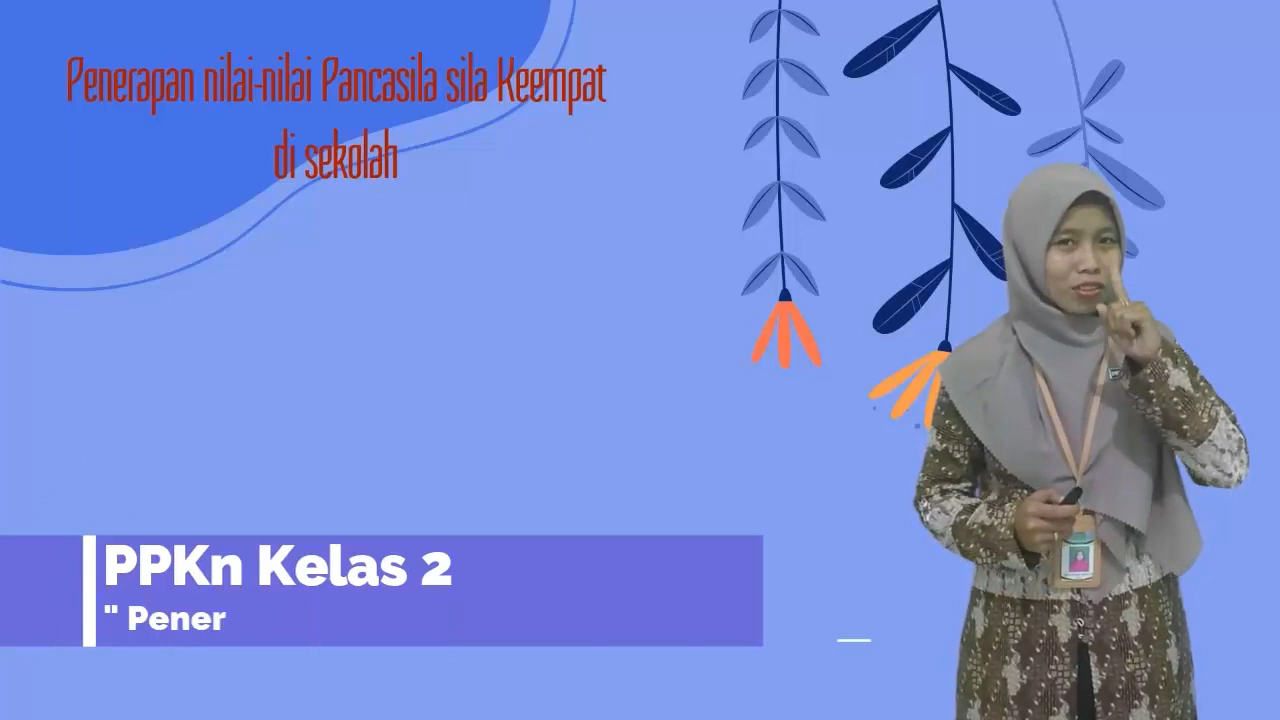 Penerapan nilai-nilai Pancasila sila Keempat
di sekolah
PPKn Kelas 2
" Pener